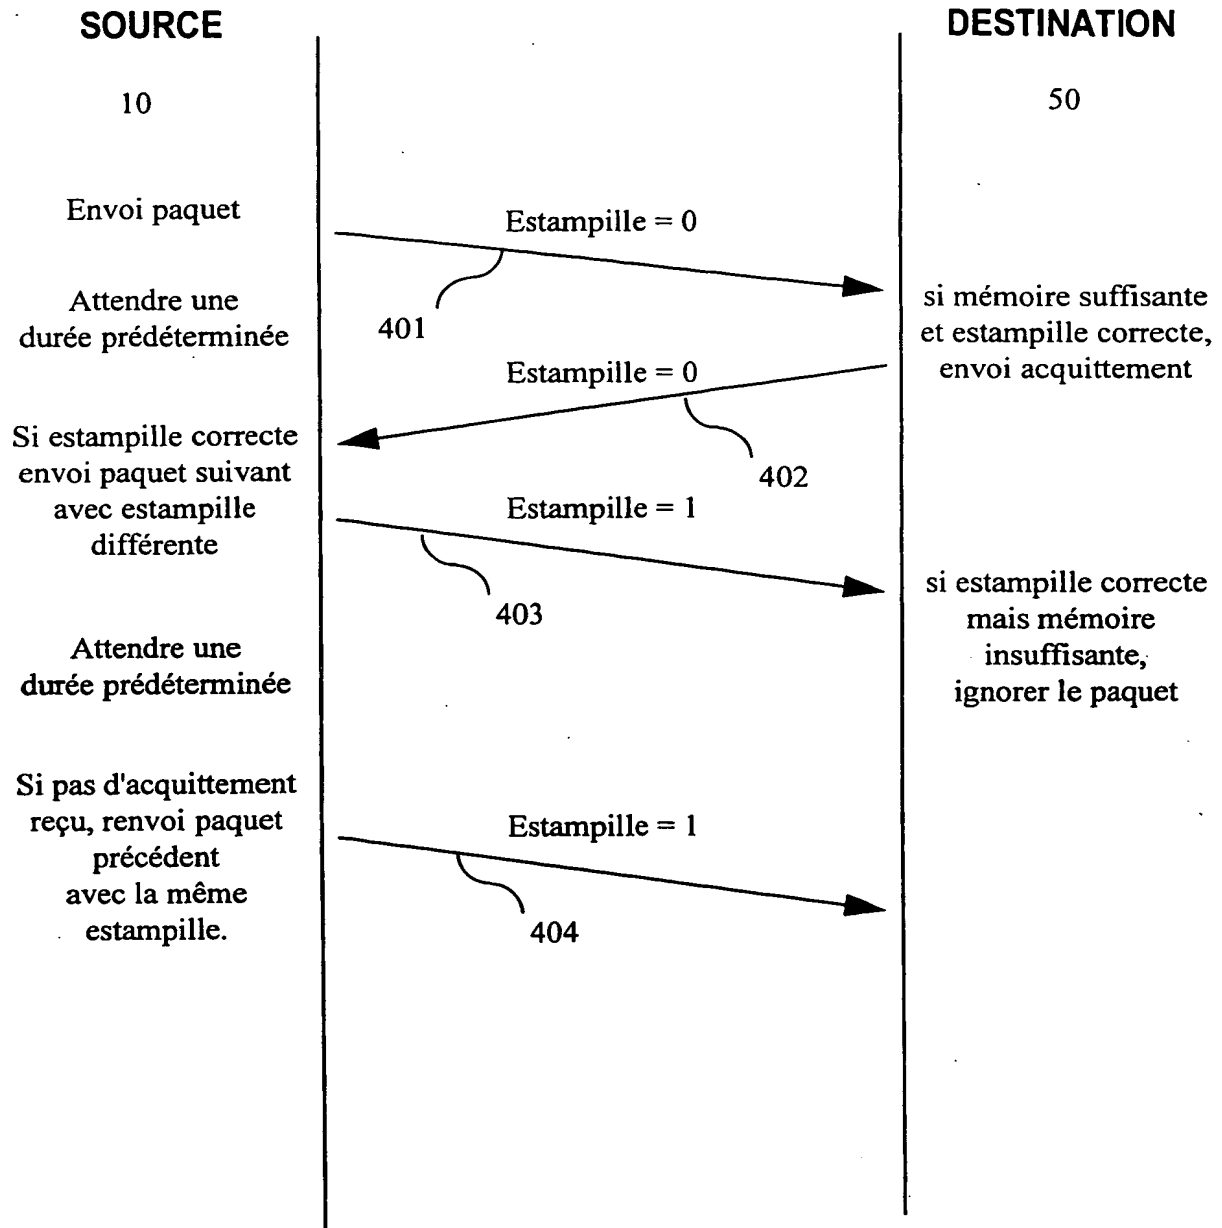 SOURCE
DESTINATION
10
50
Envoi paquet
Estampille = 0
401
Attendre une
durée prédéterminée
si mémoire suffisante
et estampille correcte,
envoi acquittement
Estampille = 0
402
Si estampille correcte
envoi paquet suivant
avec estampille
différente
Estampille = 1
403
si estampille correcte
mais mémoire
insuffisante,
ignorer le paquet
Attendre une
durée prédéterminée
Si pas d'acquittement
reçu, renvoi paquet
précédent
avec la même
estampille.
Estampille = 1
404